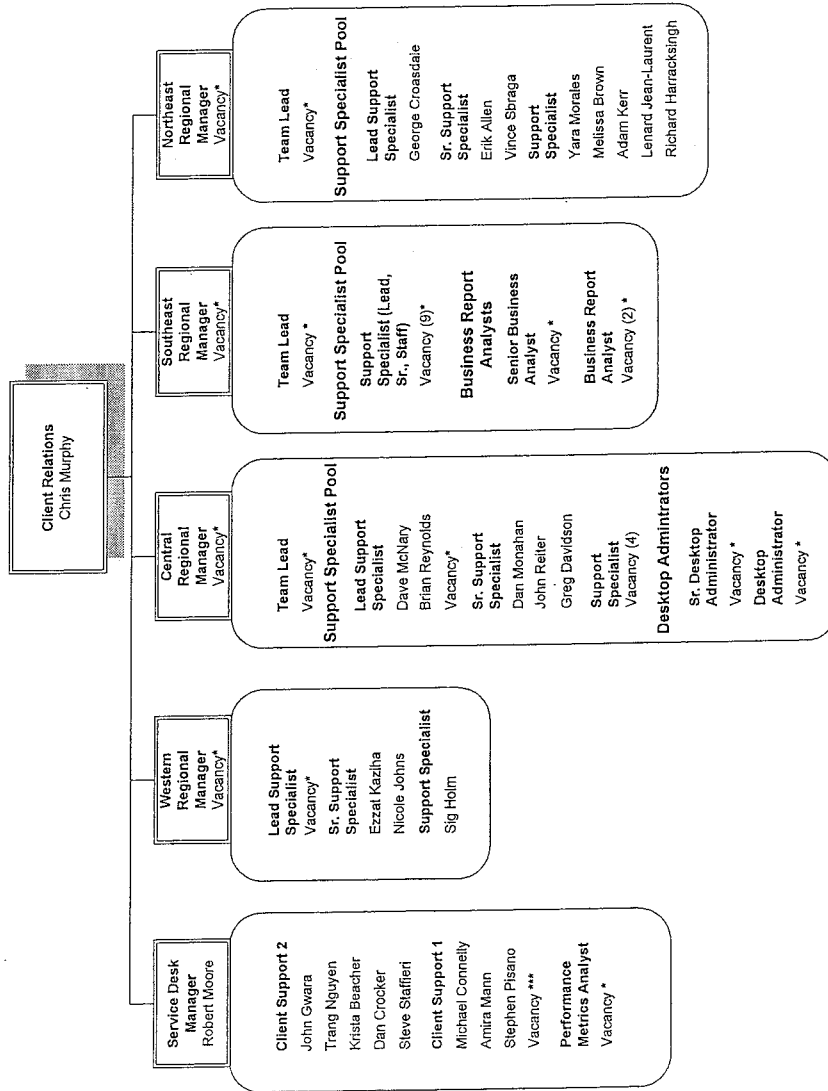 Client Relations
Chris Murphy
Service Desk
Manager
Robert Moore
Client Support 2
John Gwara
Trang Nguyen
Krista Beacher
Dan Crocker
Steve Staffieri
Client Support 1
Michael Connelly
Amira Mann
Stephen Pisano
Vacancy ***
Performance
Metrics Analyst
Vacancy *
Western
Regional
Manager
Vacancy*
Lead Support
Specialist
Vacancy*
Sr. Support
Specialist
Ezzat Kaziha
Nicole Johns
Support Specialist
Sig Holm
Central
Regional
Manager
Vacancy*
Team Lead
Vacancy*
Support Specialist Pool
Lead Support
Specialist
Dave McNary
Brian Reynolds
Vacancy*
Sr. Support
Specialist
Dan Monahan
John Reiter
Greg Davidson
Support
Specialist
Vacancy (4)
Desktop Admintrators
Sr. Desktop
Administrator
Vacancy *
Desktop
Administrator
Vacancy *
Southeast
Regional
Manager
Vacancy*
Team Lead
Vacancy *
Support Specialist Pool
Support
Specialist (Lead,
Sr., Staff)
Vacancy (9)*
Business Report
Analysts
Senior Business
Analyst
Vacancy *
Business Report
Analyst
Vacancy (2) *
Northeast
Regional
Manager
Vacancy*
Team Lead
Vacancy*
Support Specialist Pool
Lead Support
Specialist
George Croasdale
Sr. Support
Specialist
Erik Allen
Vince Sbraga
Support
Specialist
Yara Morales
Melissa Brown
Adam Kerr
Lenard Jean-Laurent
Richard Harracksingh